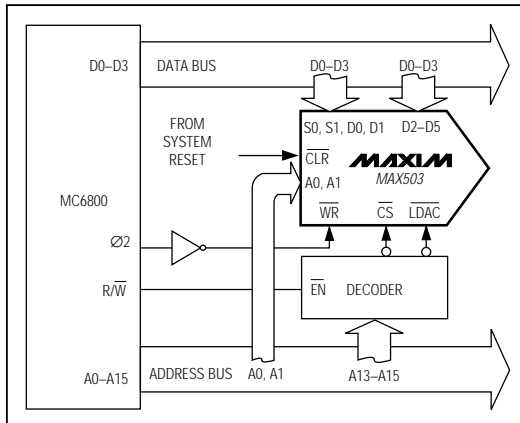 D0–D3 DATA BUS D0–D3 D0–D3
S0, S1, D0, D1 D2–D5
FROM
SYSTEM
RESET
CLR
MAXIM
MAX503
A0, A1
MC6800
WR CS LDAC
Ø2
R/W
EN DECODER
A0–A15 ADDRESS BUS A0, A1 A13–A15